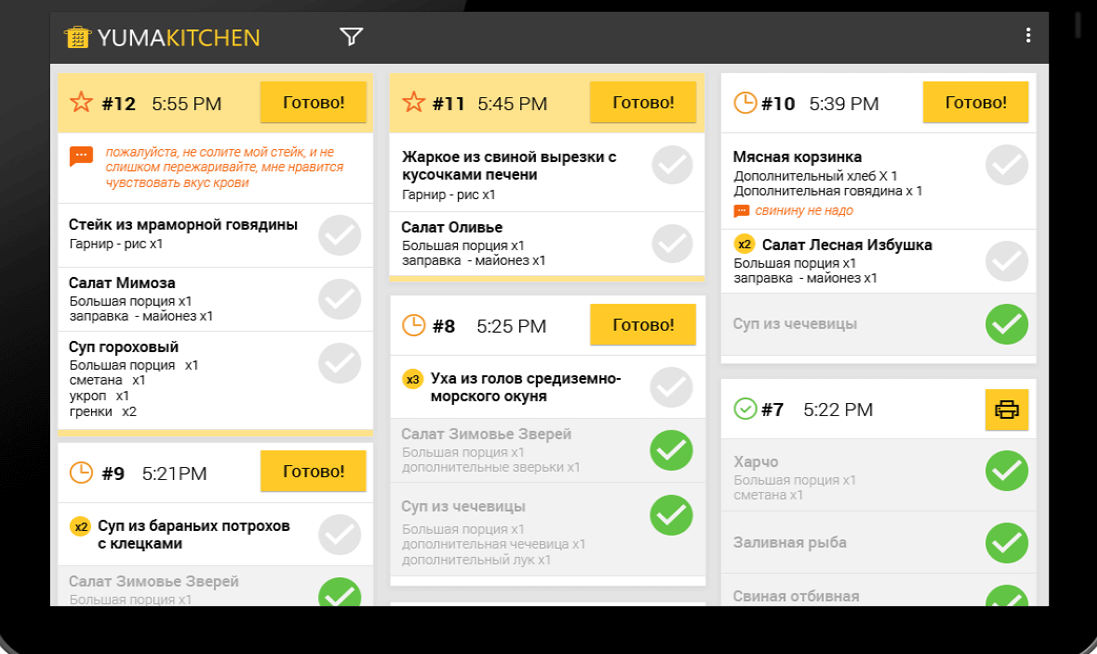 YUMAKITCHEN
#12 5:55 PM Готово!
пожалуйста, не солите мой стейк, и не
слишком пережаривайте, мне нравится
чувствовать вкус крови
Стейк из мраморной говядины
Гарнир - рис x1
Салат Мимоза
Большая порция x1
заправка - майонез x1
Суп гороховый
Большая порция x1
сметана x1
укроп x1
гренки x2
#9 5:21PM Готово!
x2 Суп из бараньих потрохов
с клецками
Салат Зимовье Зверей
Большая порция x1
#11 5:45 PM Готово!
Жаркое из свиной вырезки с
кусочками печени
Гарнир - рис x1
Салат Оливье
Большая порция x1
заправка - майонез x1
#8 5:25 PM Готово!
x3 Уха из голов средиземно-
морского окуня
Салат Зимовье Зверей
Большая порция x1
дополнительные зверьки x1
Суп из чечевицы
Большая порция x1
дополнительная чечевица x1
дополнительный лук x1
#10 5:39 PM Готово!
Мясная корзинка
Дополнительный хлеб X 1
Дополнительная говядина x 1
свинину не надо
x2 Салат Лесная Избушка
Большая порция x1
заправка - майонез x1
Суп из чечевицы
#7 5:22 PM
Харчо
Большая порция x1
сметана x1
Заливная рыба
Свиная отбивная